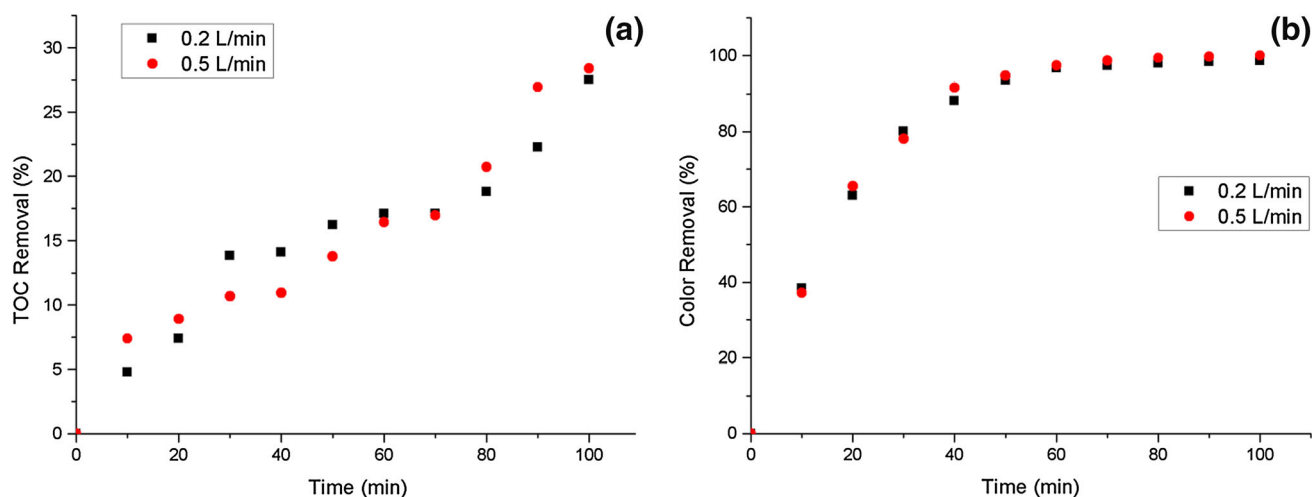 (a)
0.2 L/min
0.5 L/min
30
25
20
15
10
5
0
TOC Removal (%)
0 20 40 60 80 100
Time (min)
(b)
100
80
60
40
20
0
Color Removal (%)
0.2 L/min
0.5 L/min
0 20 40 60 80 100
Time (min)